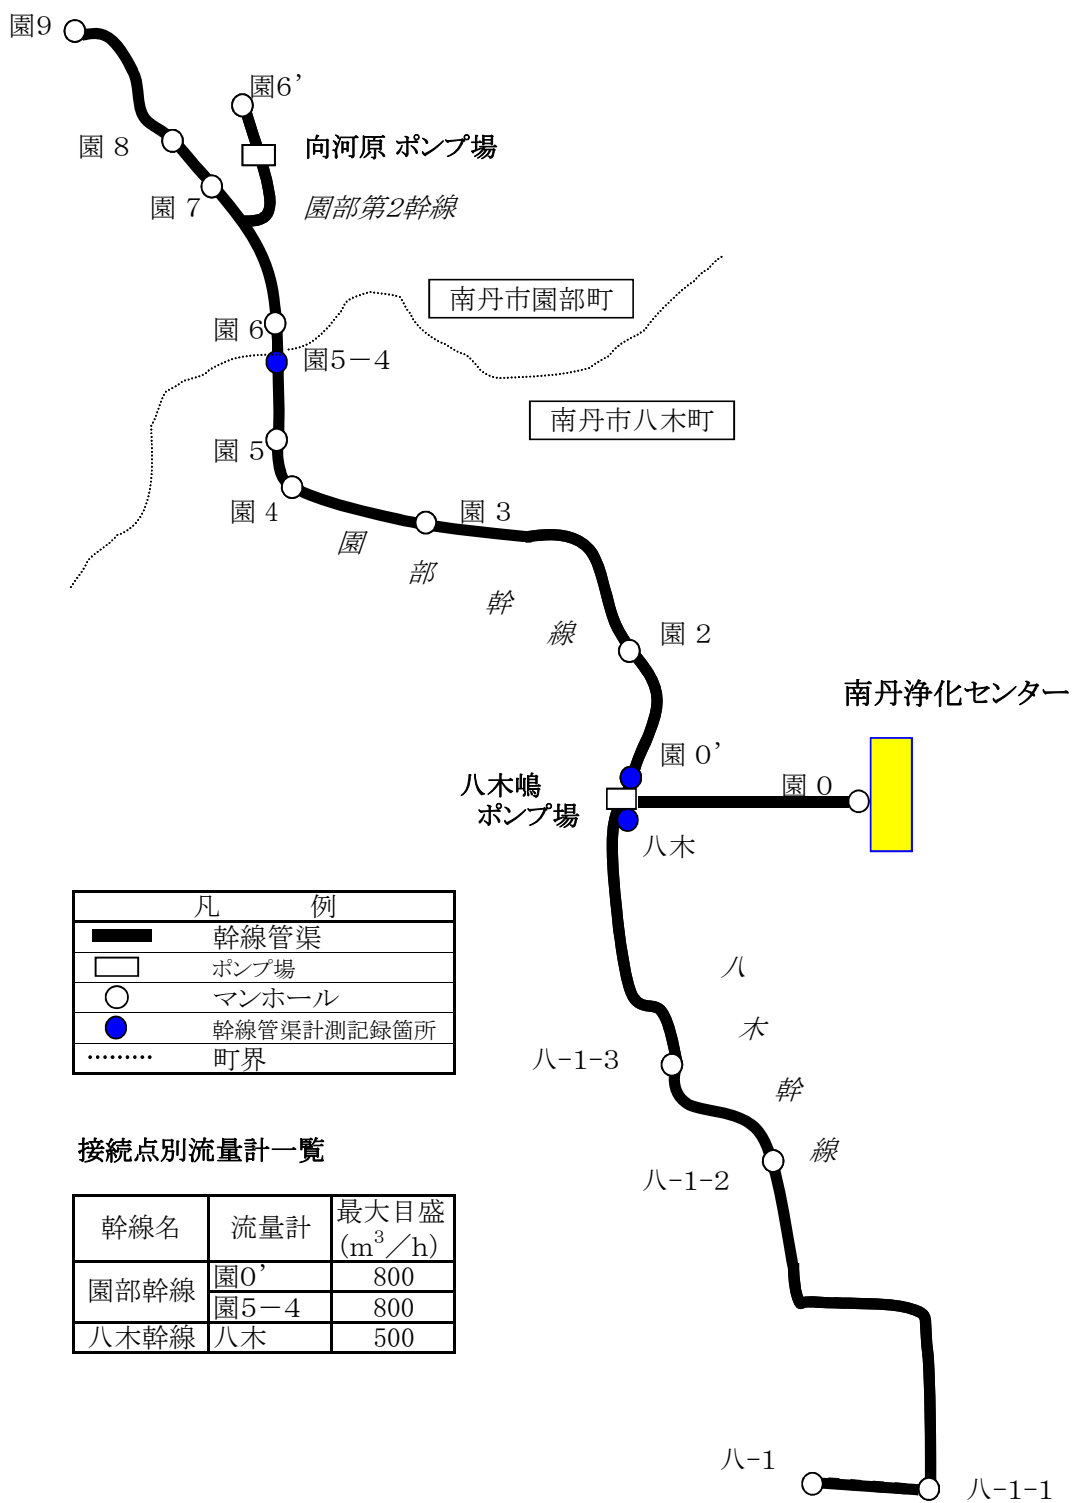 園9
園6’
園 8
向河原 ポンプ場
園 7
園部第2幹線
南丹市園部町
園 6
園5－4
南丹市八木町
園 5
園 4
園 3
園部幹線
園 2
南丹浄化センター
園 0’
八木嶋
ポンプ場
園 0
八木
凡 例
幹線管渠
ポンプ場
マンホール
幹線管渠計測記録箇所
町界
八木幹線
八-1-3
八-1-2
接続点別流量計一覧
幹線名 流量計 最大目盛
(m³／h)
園部幹線 園0’ 800
園5－4 800
八木幹線 八木 500
八-1
八-1-1